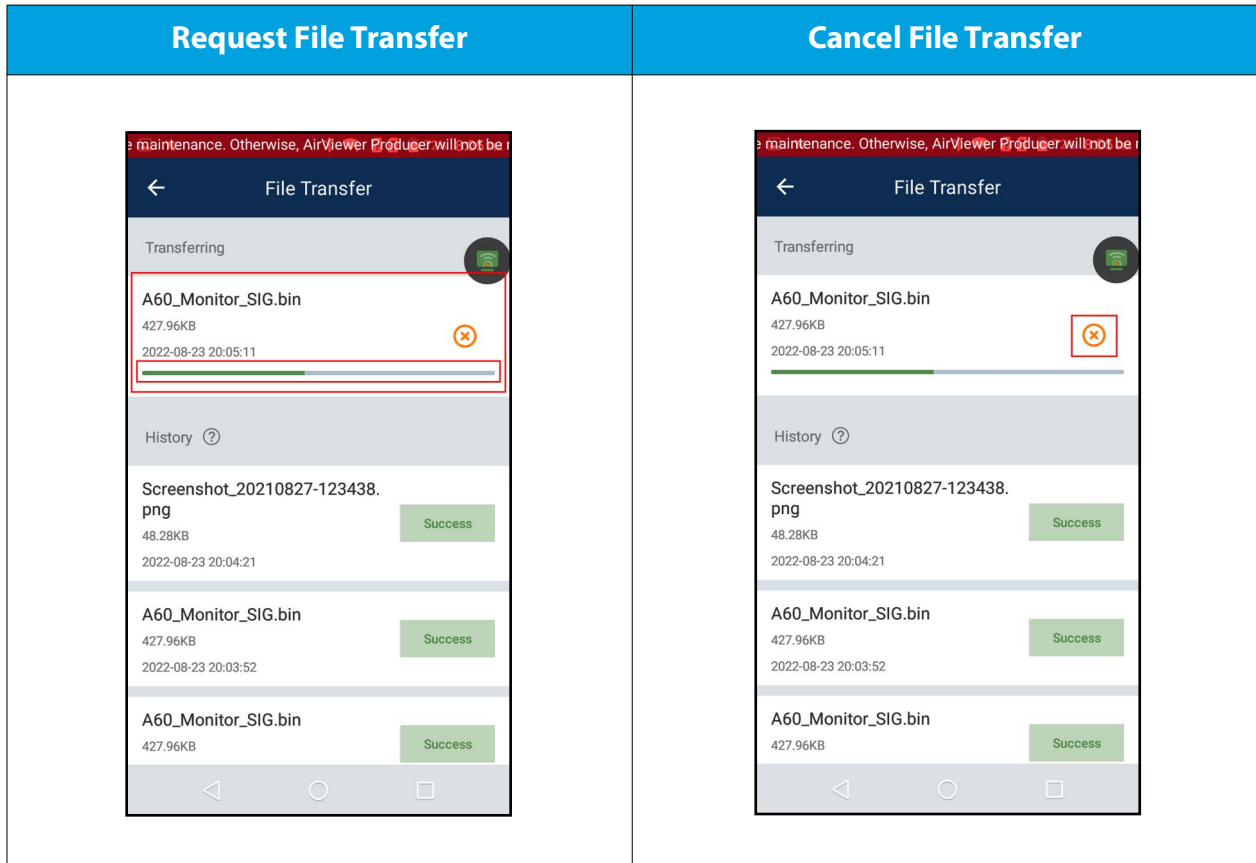 Request File Transfer
Cancel File Transfer
e maintenance. Otherwise, AirViewer Producer will not be r
File Transfer
Transferring
A60_Monitor_SIG.bin
427.96KB
2022-08-23 20:05:11
History ?
Screenshot_20210827-123438.
png
48.28KB
Success
2022-08-23 20:04:21
A60_Monitor_SIG.bin
427.96KB
Success
2022-08-23 20:03:52
A60_Monitor_SIG.bin
427.96KB
Success
e maintenance. Otherwise, AirViewer Producer will not be r
File Transfer
Transferring
A60_Monitor_SIG.bin
427.96KB
2022-08-23 20:05:11
History ?
Screenshot_20210827-123438.
png
48.28KB
Success
2022-08-23 20:04:21
A60_Monitor_SIG.bin
427.96KB
Success
2022-08-23 20:03:52
A60_Monitor_SIG.bin
427.96KB
Success